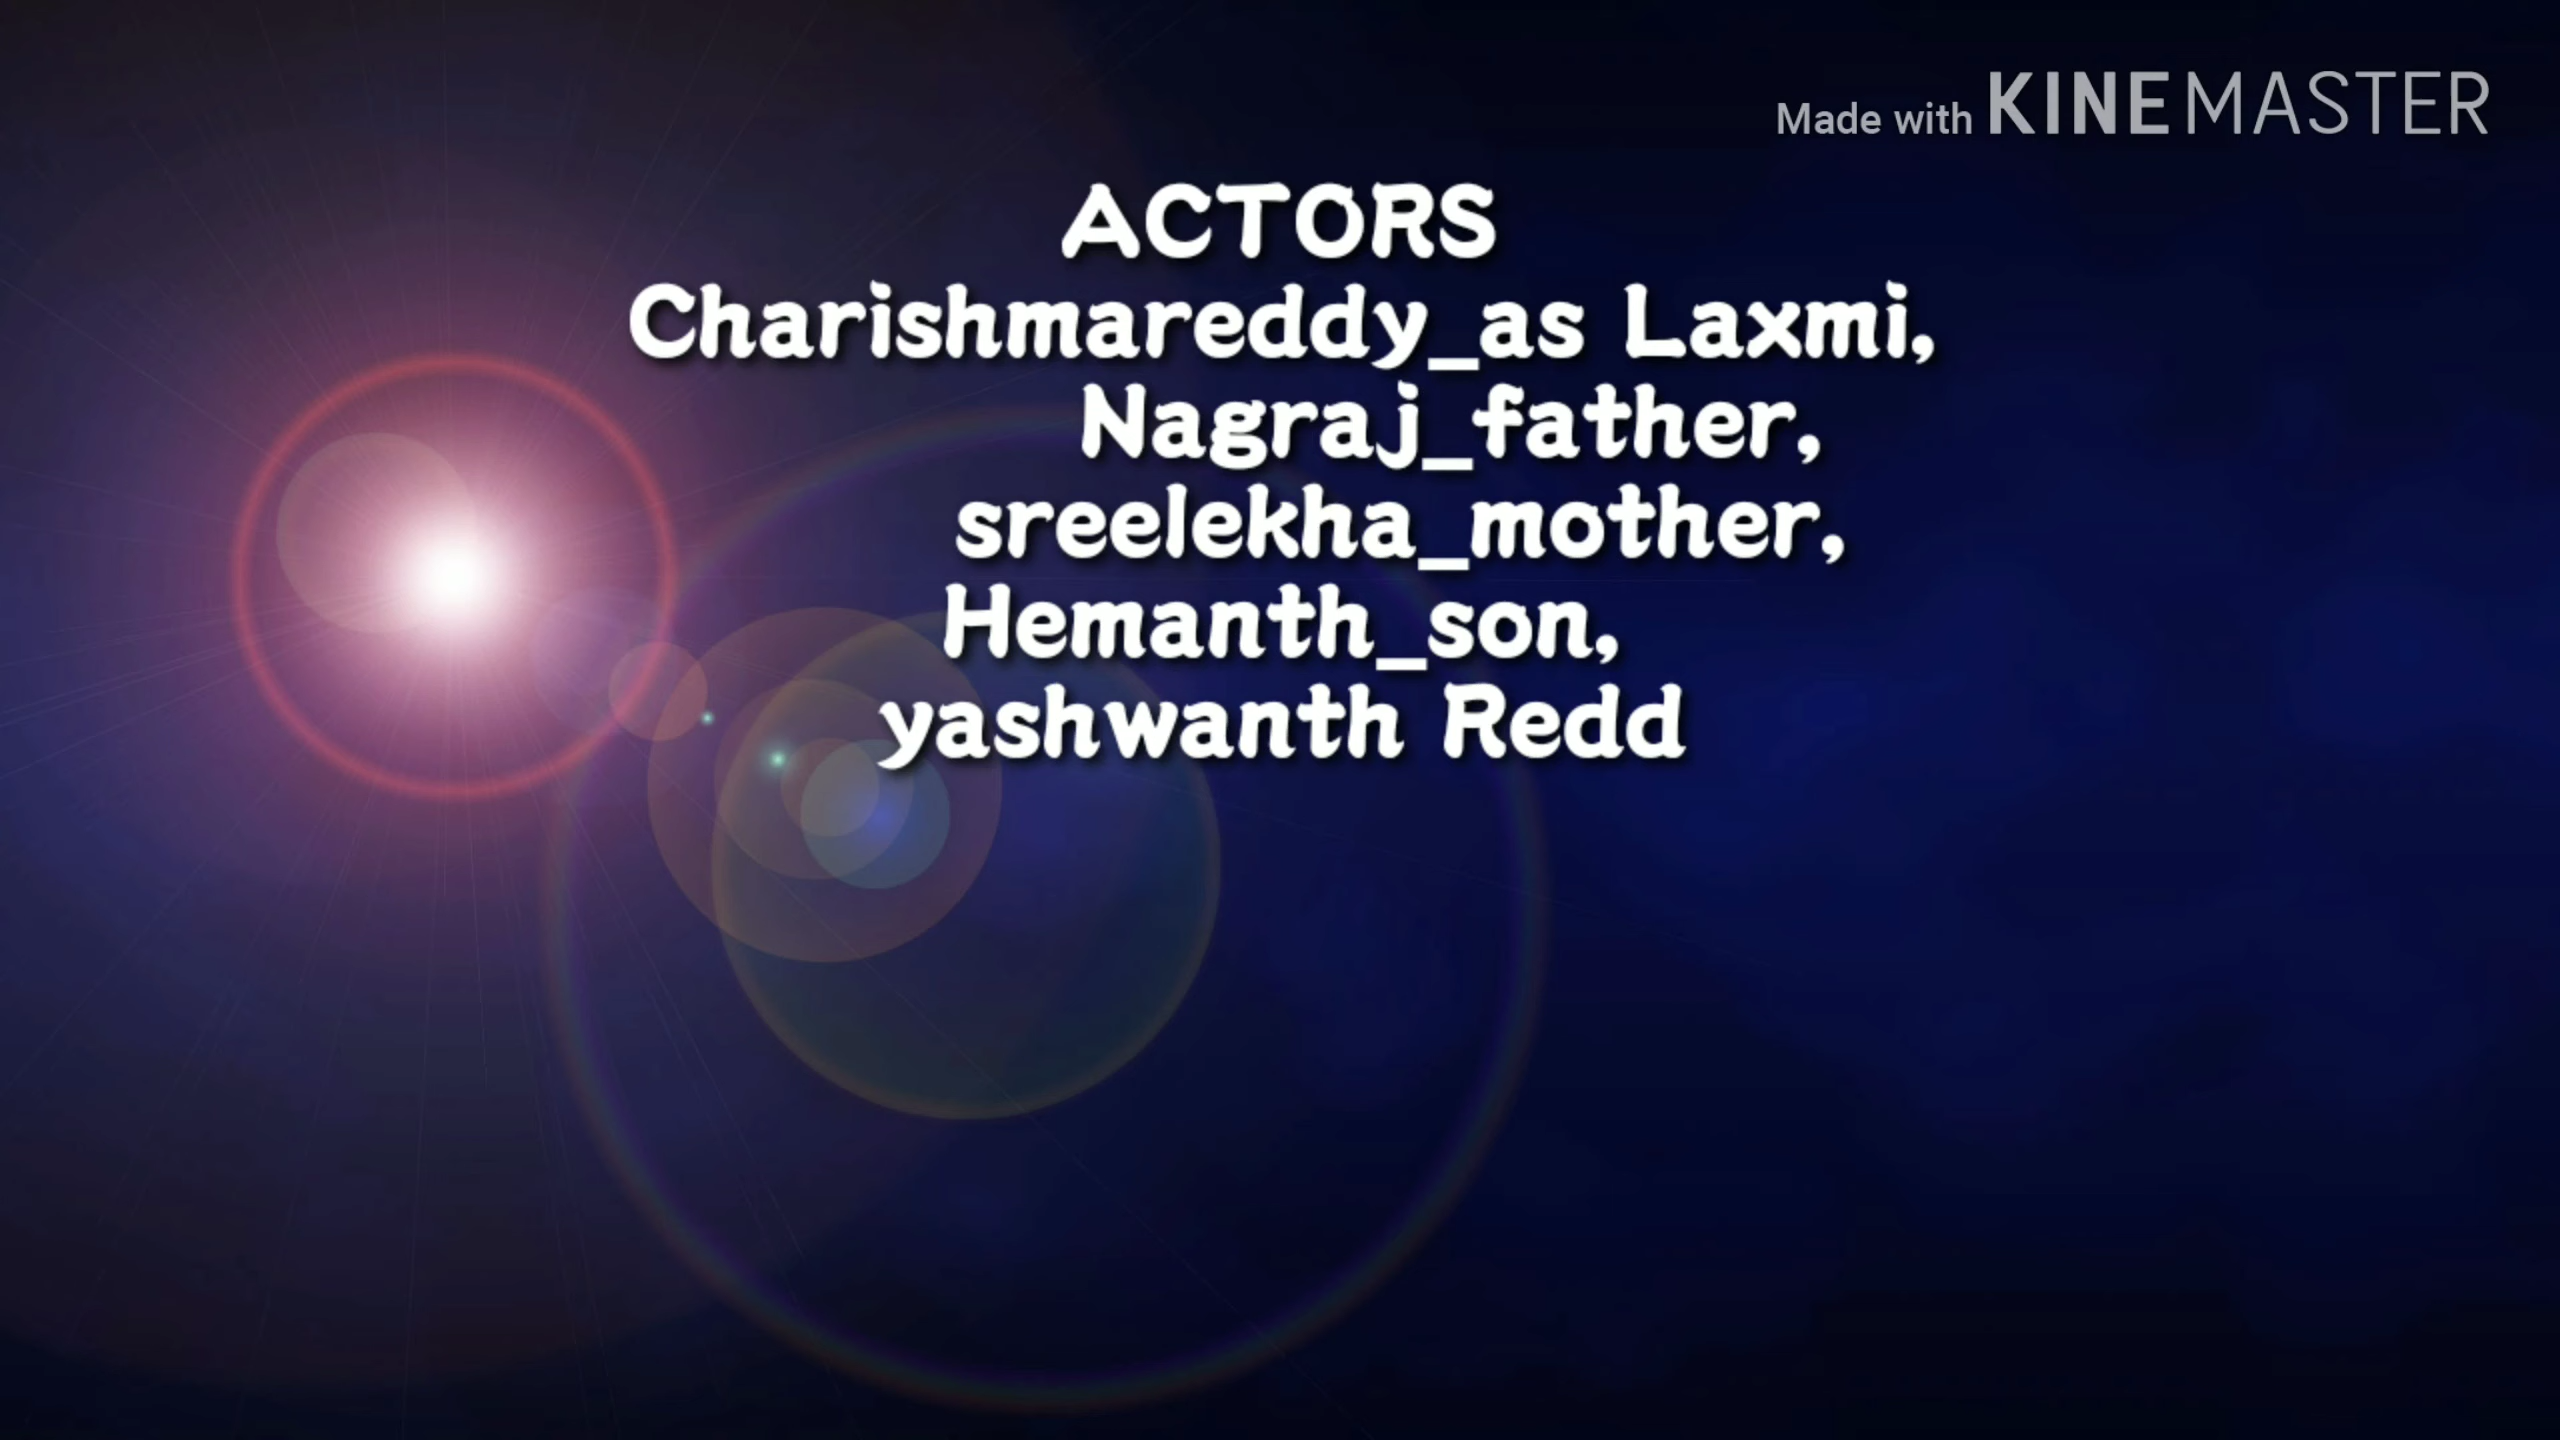 Made with KINEMASTER
ACTORS
Charishmareddy_as Laxmi,
Nagraj_father,
sreelekha_mother,
Hemanth_son,
yashwanth Redd